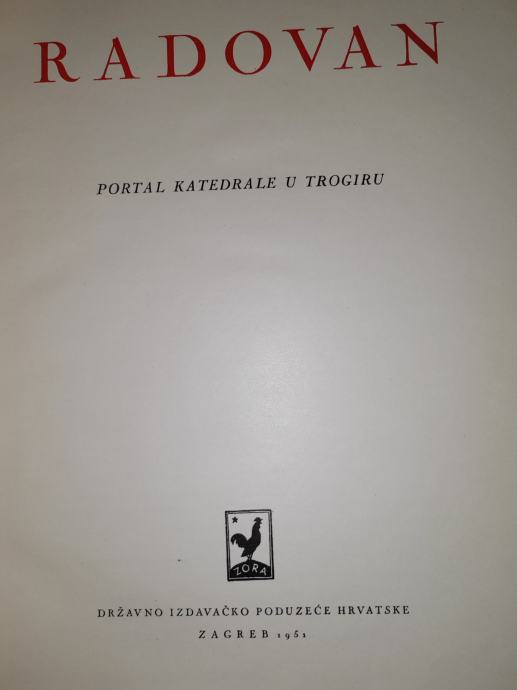 RADOVAN
PORTAL KATEDRALE U TROGIRU
ZORA
DRŽAVNO IZDAVAČKO PODUZEĆE HRVATSKE
ZAGREB 1951